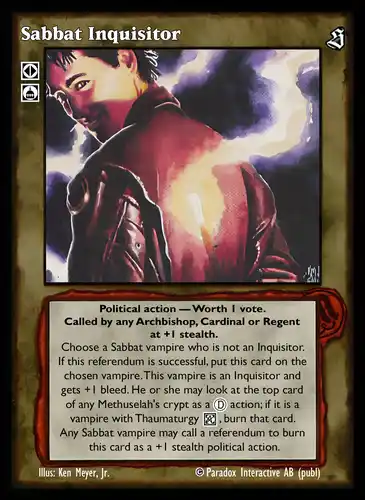 Sabbat Inquisitor
Political action — Worth 1 vote.
Called by any Archbishop, Cardinal or Regent
at +1 stealth.
Choose a Sabbat vampire who is not an Inquisitor.
If this referendum is successful, put this card on the
chosen vampire. This vampire is an Inquisitor and
gets +1 bleed. He or she may look at the top card
of any Methuselah's crypt as a Ⓓ action; if it is a
vampire with Thaumaturgy , burn that card.
Any Sabbat vampire may call a referendum to burn
this card as a +1 stealth political action.
Illus: Ken Meyer, Jr. © Paradox Interactive AB (publ)